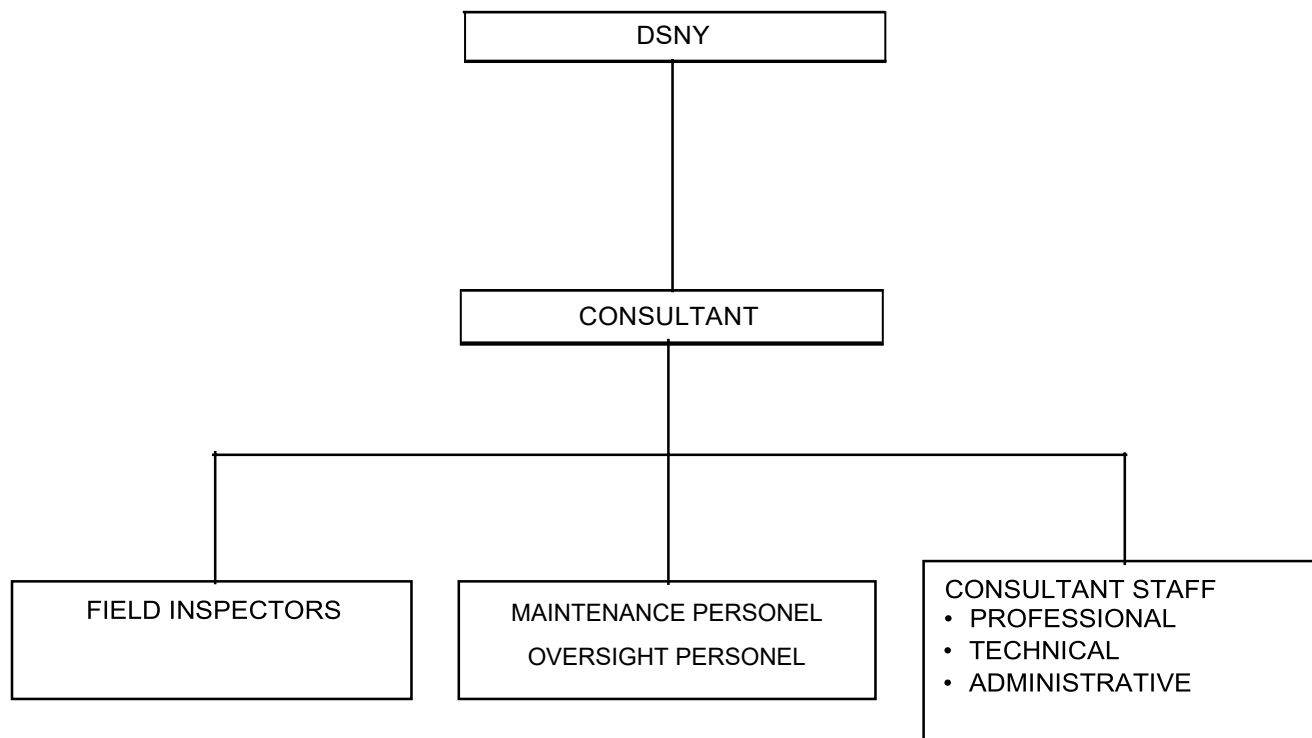 DSNY
CONSULTANT
FIELD INSPECTORS
MAINTENANCE PERSONEL
OVERSIGHT PERSONEL
CONSULTANT STAFF
• PROFESSIONAL
• TECHNICAL
• ADMINISTRATIVE